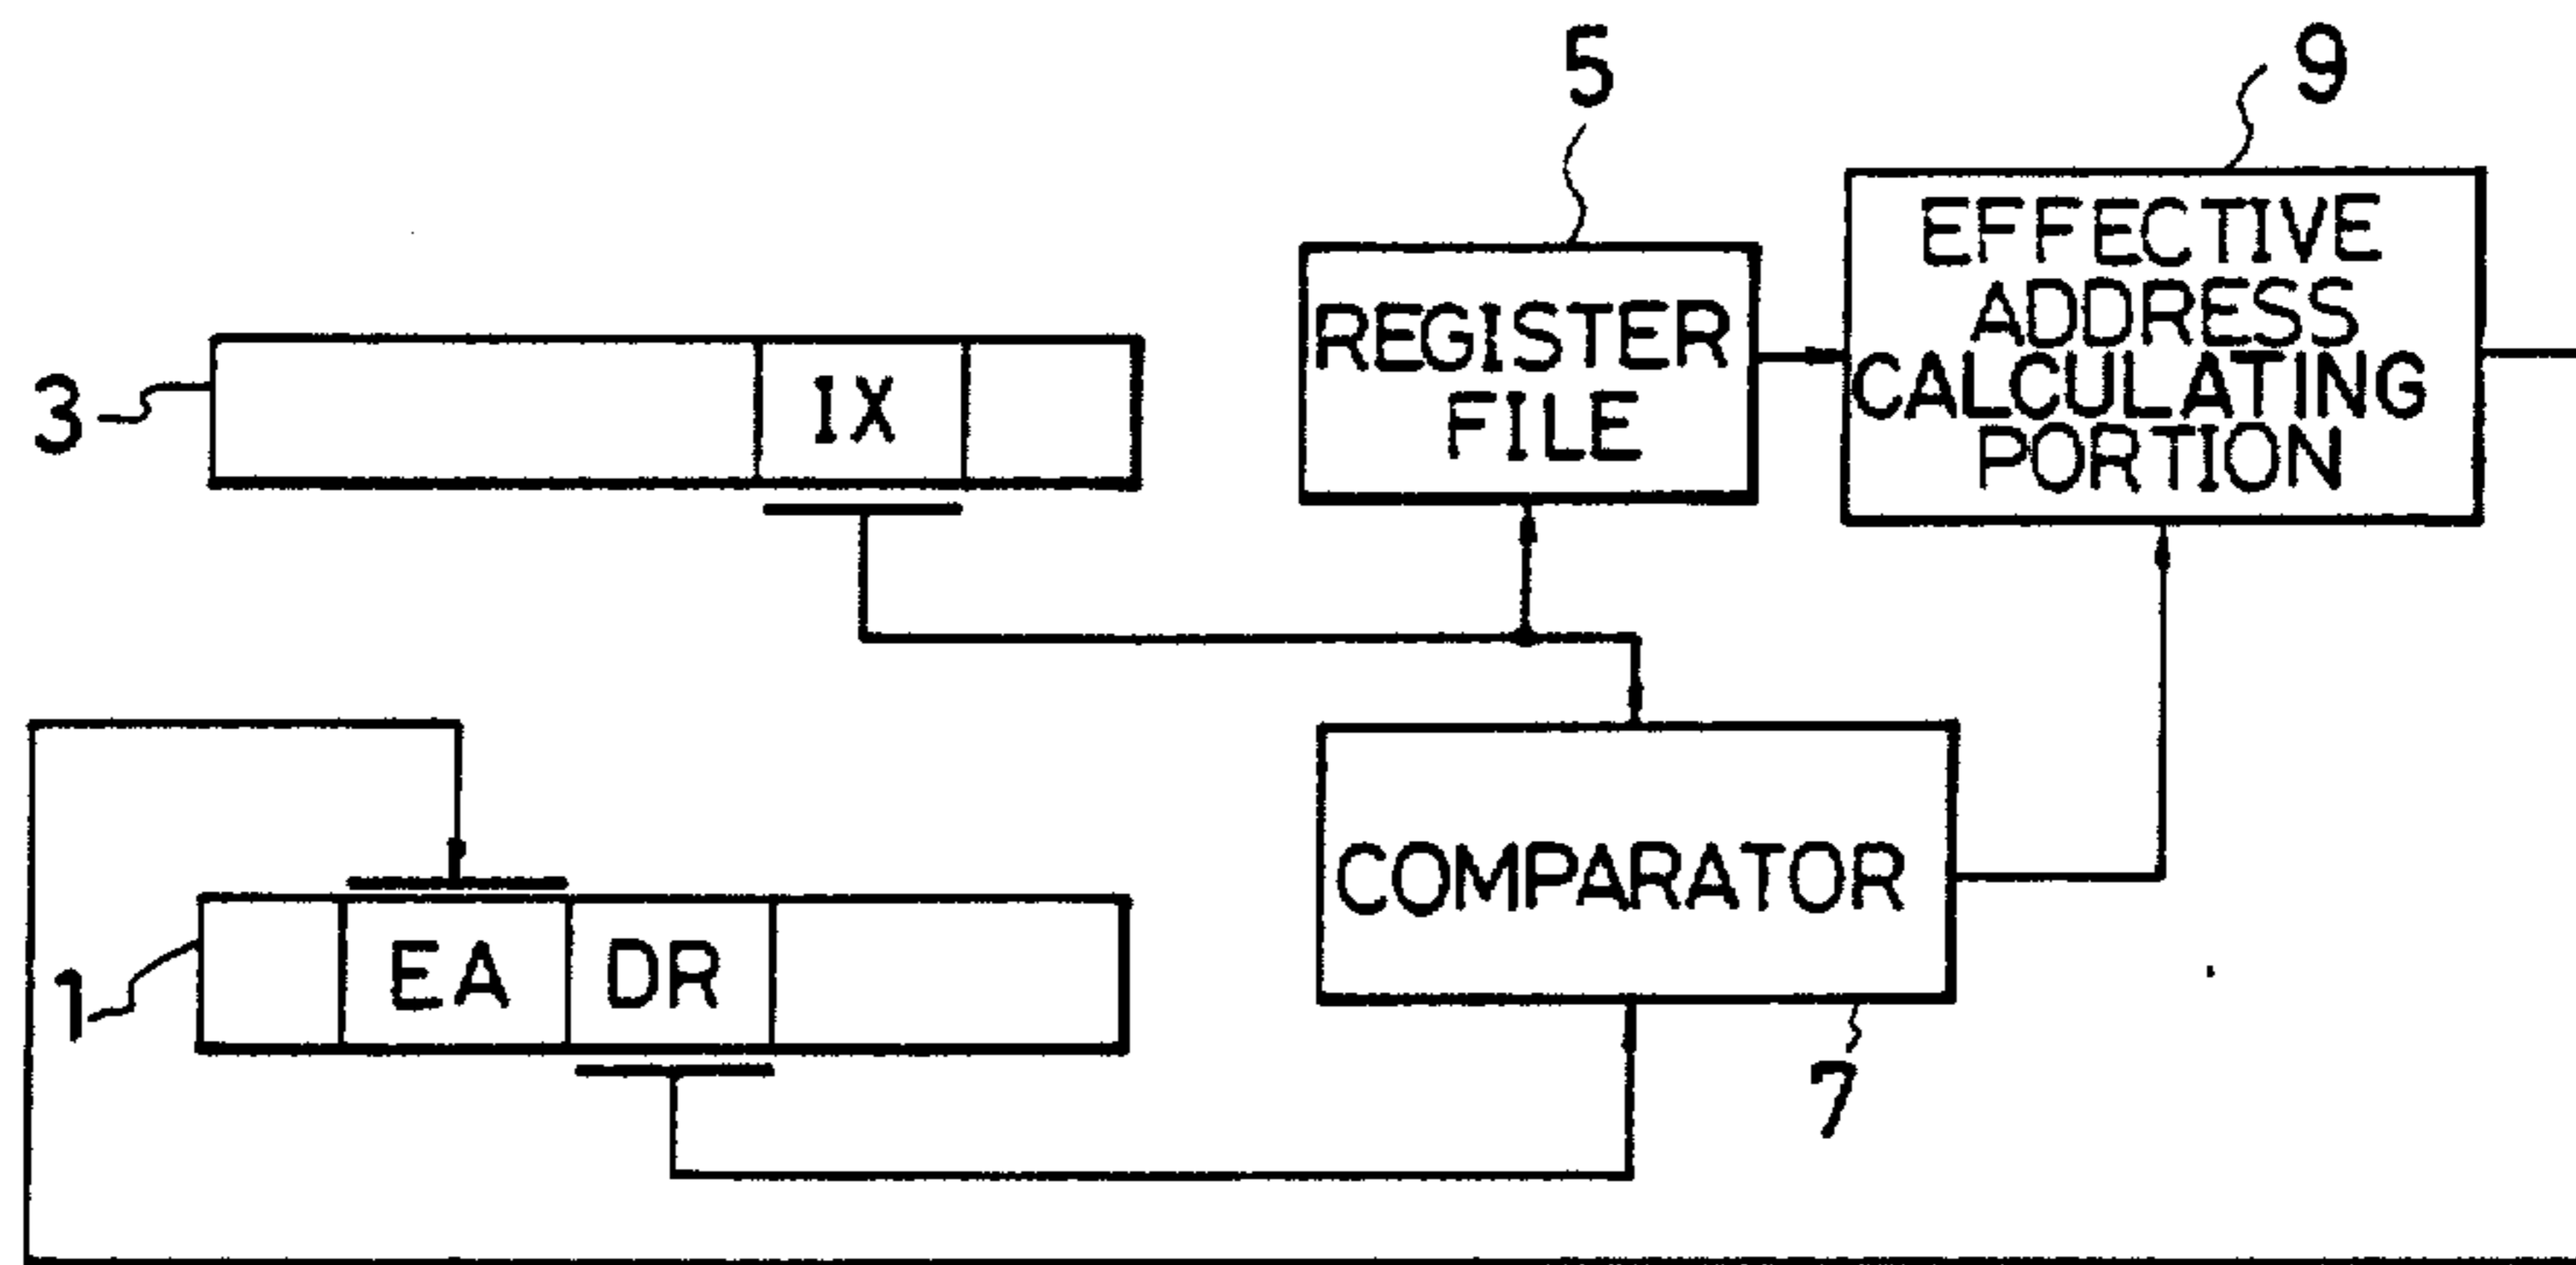 5
9
EFFECTIVE
ADDRESS
CALCULATING
PORTION
REGISTER
FILE
3
IX
COMPARATOR
1
EA
DR
7